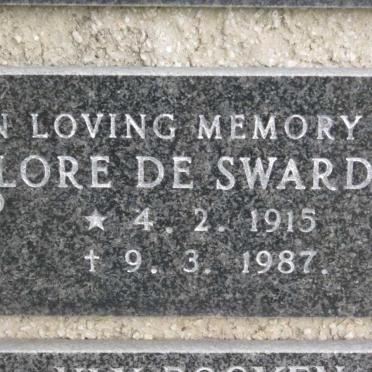 N LOVING MEMORY
LORE DE SWARD
★ 4. 2. 1915
† 9. 3. 1987.